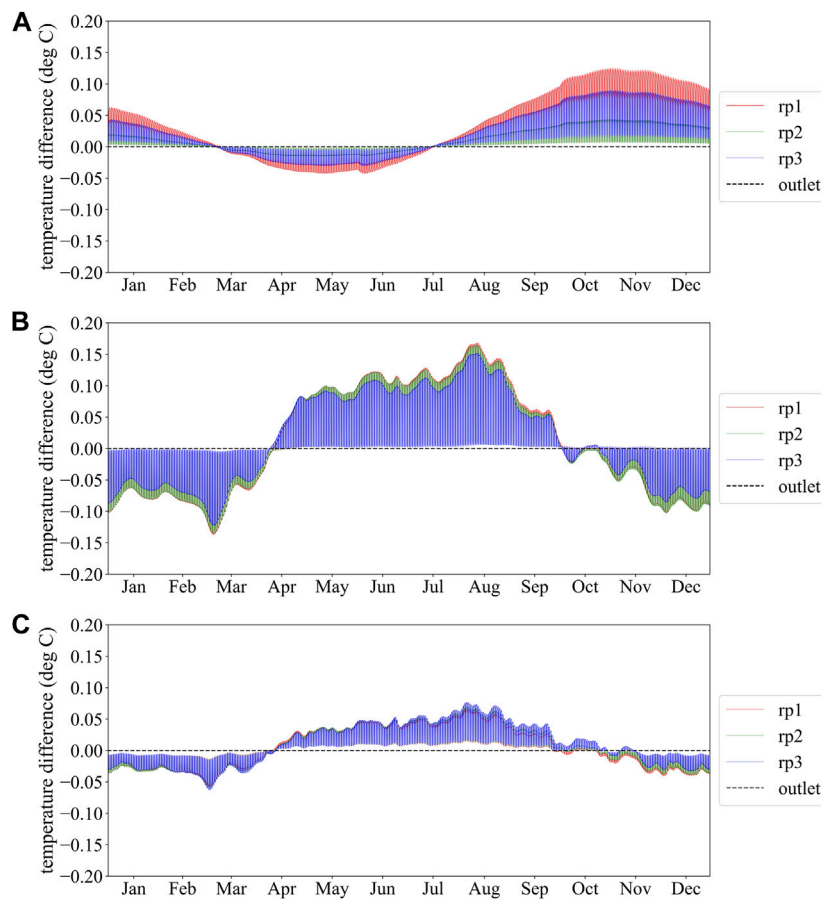 A
temperature difference (deg C)
0.20
0.15
0.10
0.05
0.00
−0.05
−0.10
−0.15
−0.20
Jan Feb Mar Apr May Jun Jul Aug Sep Oct Nov Dec
rp1
rp2
rp3
outlet
B
temperature difference (deg C)
0.20
0.15
0.10
0.05
0.00
−0.05
−0.10
−0.15
−0.20
Jan Feb Mar Apr May Jun Jul Aug Sep Oct Nov Dec
rp1
rp2
rp3
outlet
C
temperature difference (deg C)
0.20
0.15
0.10
0.05
0.00
−0.05
−0.10
−0.15
−0.20
Jan Feb Mar Apr May Jun Jul Aug Sep Oct Nov Dec
rp1
rp2
rp3
outlet